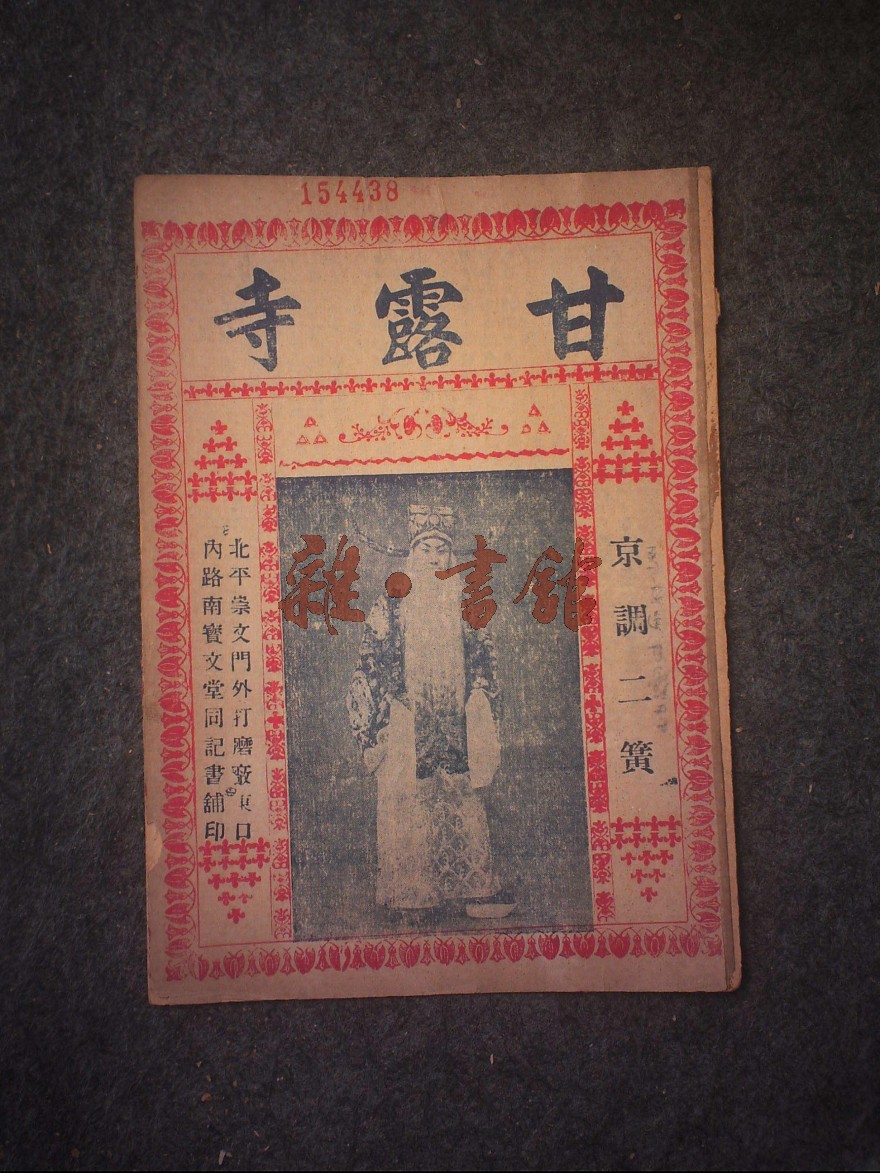 154438
甘露寺
京調二簧
北平崇文門外打磨廠東口
內路南寶文堂同記書舖印
雜·書館